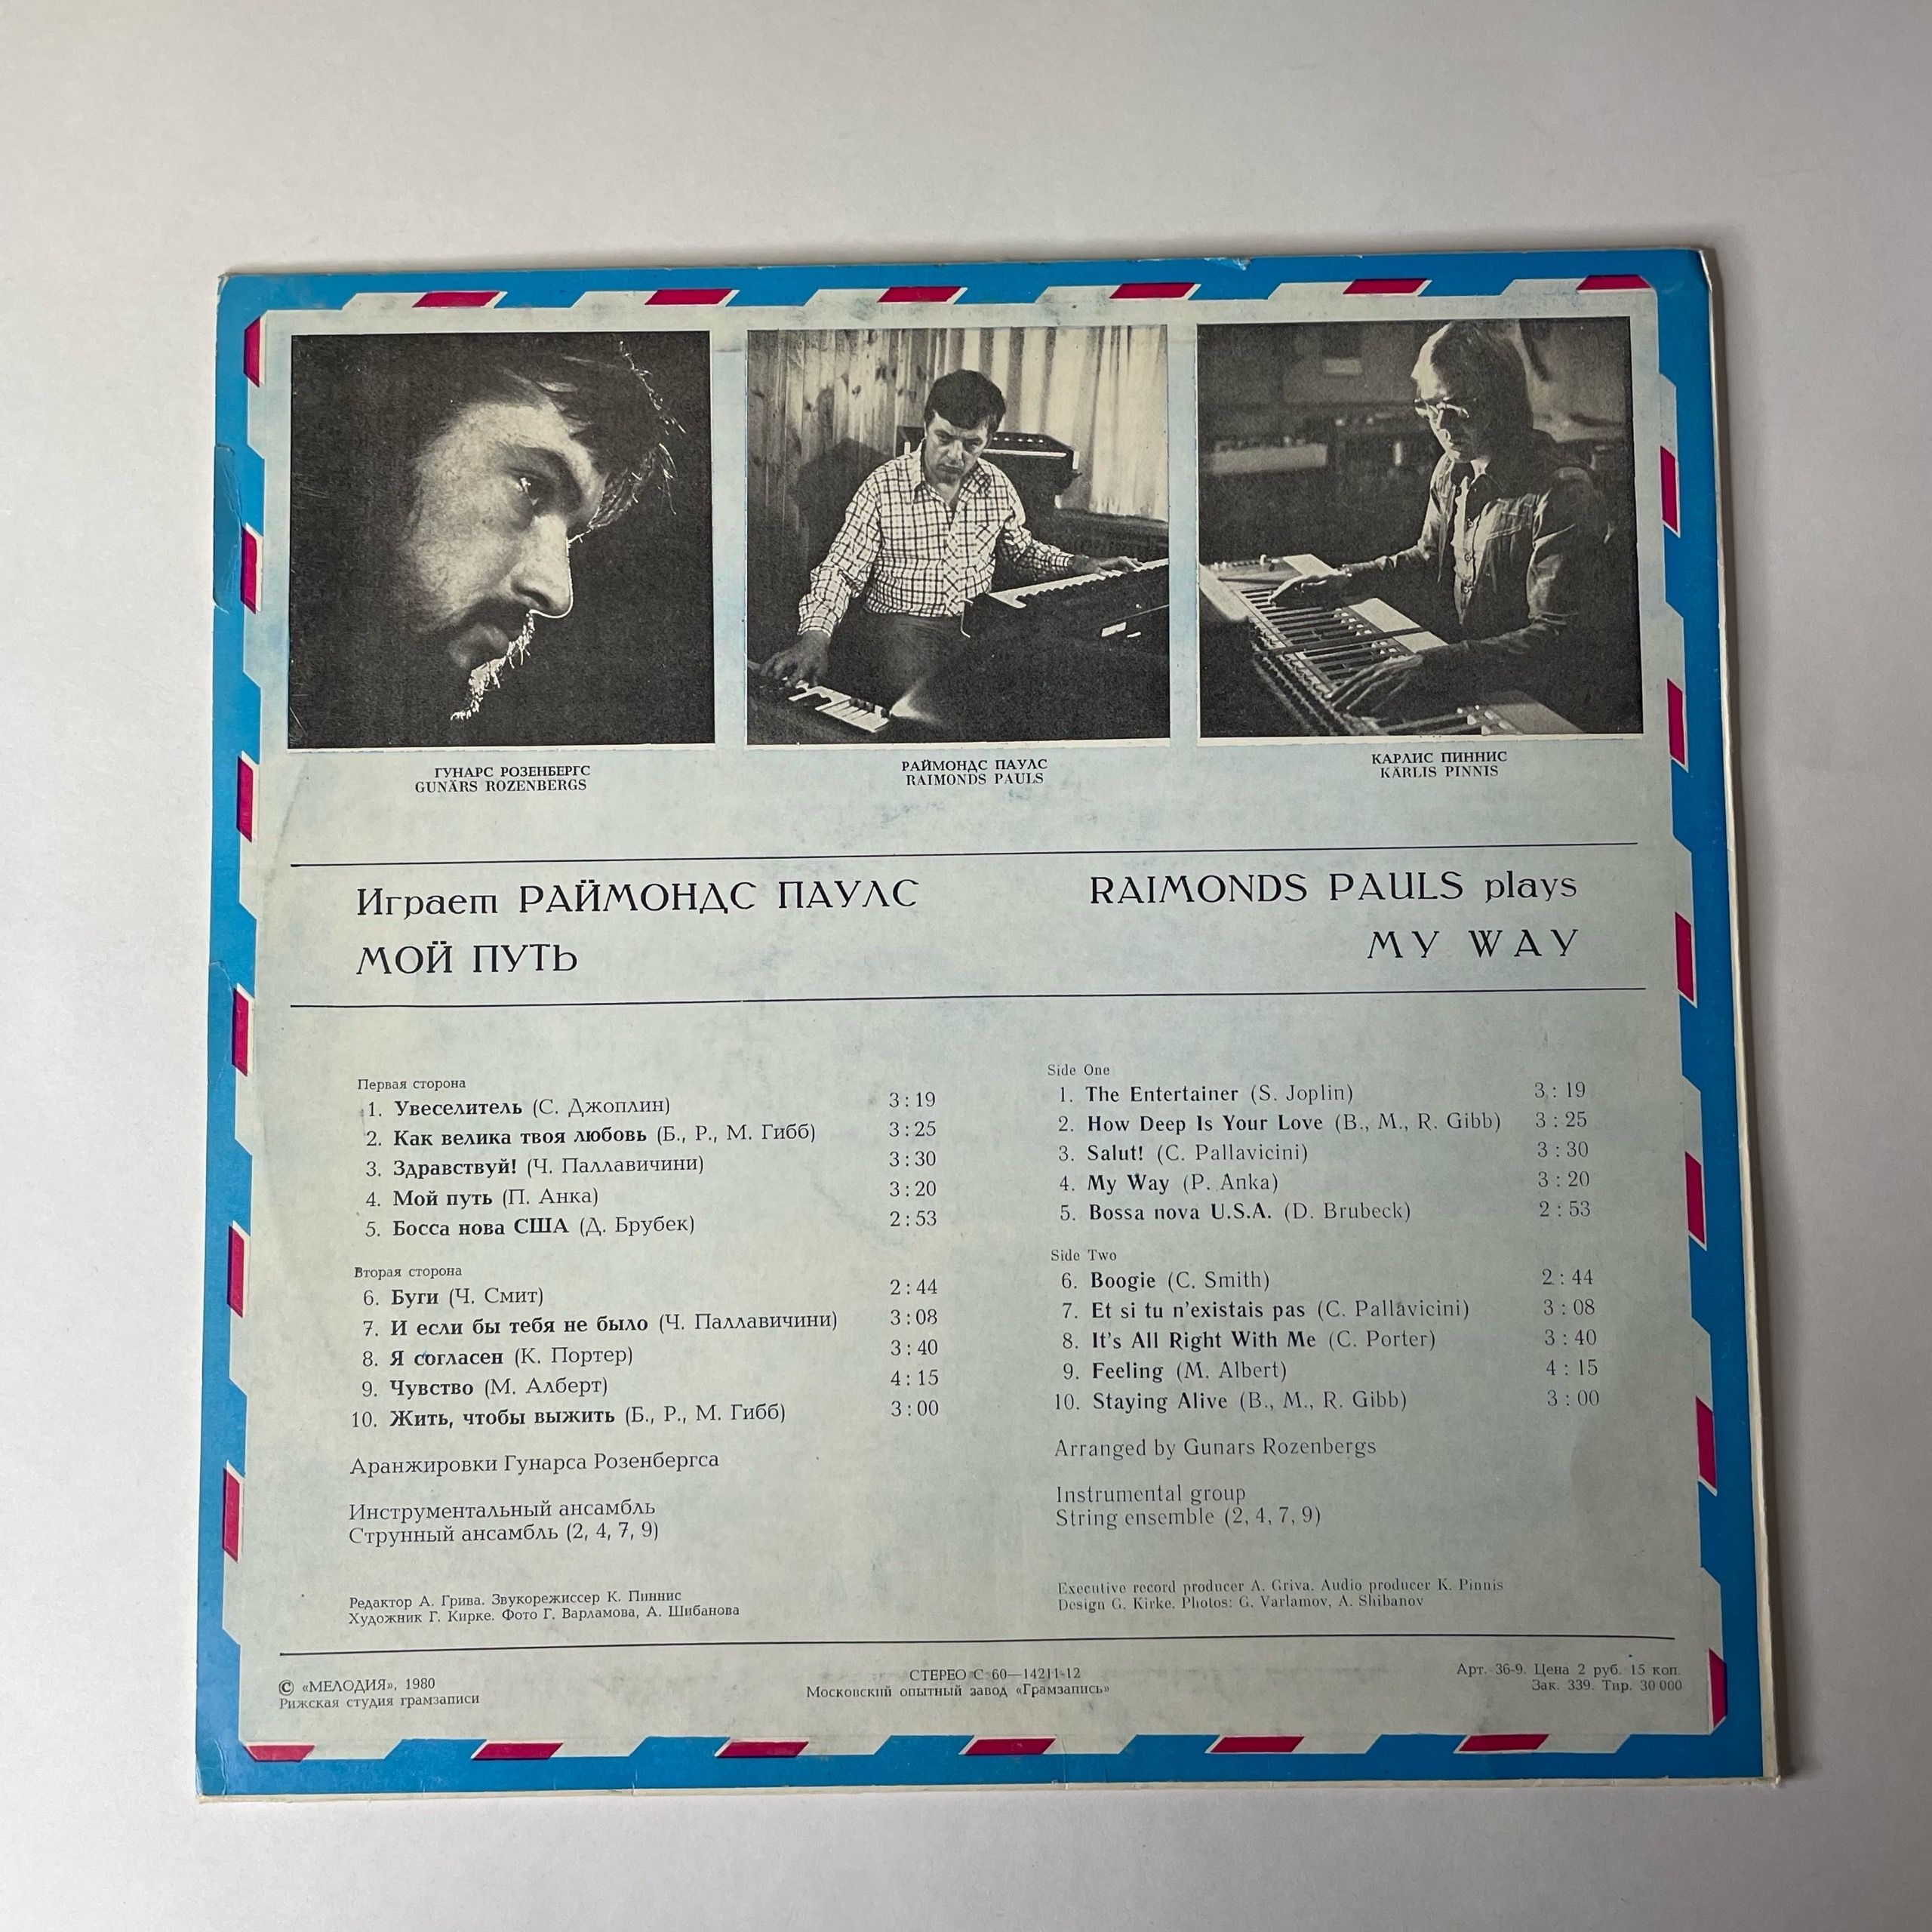 ГУНАРС РОЗЕНБЕРГС
GUNĀRS ROZENBERGS
РАЙМОНДС ПАУЛС
RAIMONDS PAULS
КАРЛИС ПИННИС
KĀRLIS PINNIS
Играет РАЙМОНДС ПАУЛС
МОЙ ПУТЬ
RAIMONDS PAULS plays
MY WAY
Первая сторона
1. Увеселитель (С. Джоплин) 3:19
2. Как велика твоя любовь (Б., Р., М. Гибб) 3:25
3. Здравствуй! (Ч. Паллавичини) 3:30
4. Мой путь (П. Анка) 3:20
5. Босса нова США (Д. Брубек) 2:53
Вторая сторона
6. Буги (Ч. Смит) 2:44
7. И если бы тебя не было (Ч. Паллавичини) 3:08
8. Я согласен (К. Портер) 3:40
9. Чувство (М. Алберт) 4:15
10. Жить, чтобы выжить (Б., Р., М. Гибб) 3:00
Аранжировки Гунарса Розенбергса
Инструментальный ансамбль
Струнный ансамбль (2, 4, 7, 9)
Редактор А. Грива. Звукорежиссер К. Пиннис
Художник Г. Кирке. Фото Г. Варламова, А. Шибанова
Side One
1. The Entertainer (S. Joplin) 3:19
2. How Deep Is Your Love (B., M., R. Gibb) 3:25
3. Salut! (C. Pallavicini) 3:30
4. My Way (P. Anka) 3:20
5. Bossa nova U.S.A. (D. Brubeck) 2:53
Side Two
6. Boogie (C. Smith) 2:44
7. Et si tu n'existais pas (C. Pallavicini) 3:08
8. It's All Right With Me (C. Porter) 3:40
9. Feeling (M. Albert) 4:15
10. Staying Alive (B., M., R. Gibb) 3:00
Arranged by Gunars Rozenbergs
Instrumental group
String ensemble (2, 4, 7, 9)
Executive record producer A. Griva. Audio producer K. Pinnis
Design G. Kirke. Photos: G. Varlamov, A. Shibanov
© «МЕЛОДИЯ», 1980
Рижская студия грамзаписи
СТЕРЕО С 60—14211-12
Московский опытный завод «Грамзапись»
Арт. 36-9. Цена 2 руб. 15 коп.
Зак. 339. Тир. 30 000